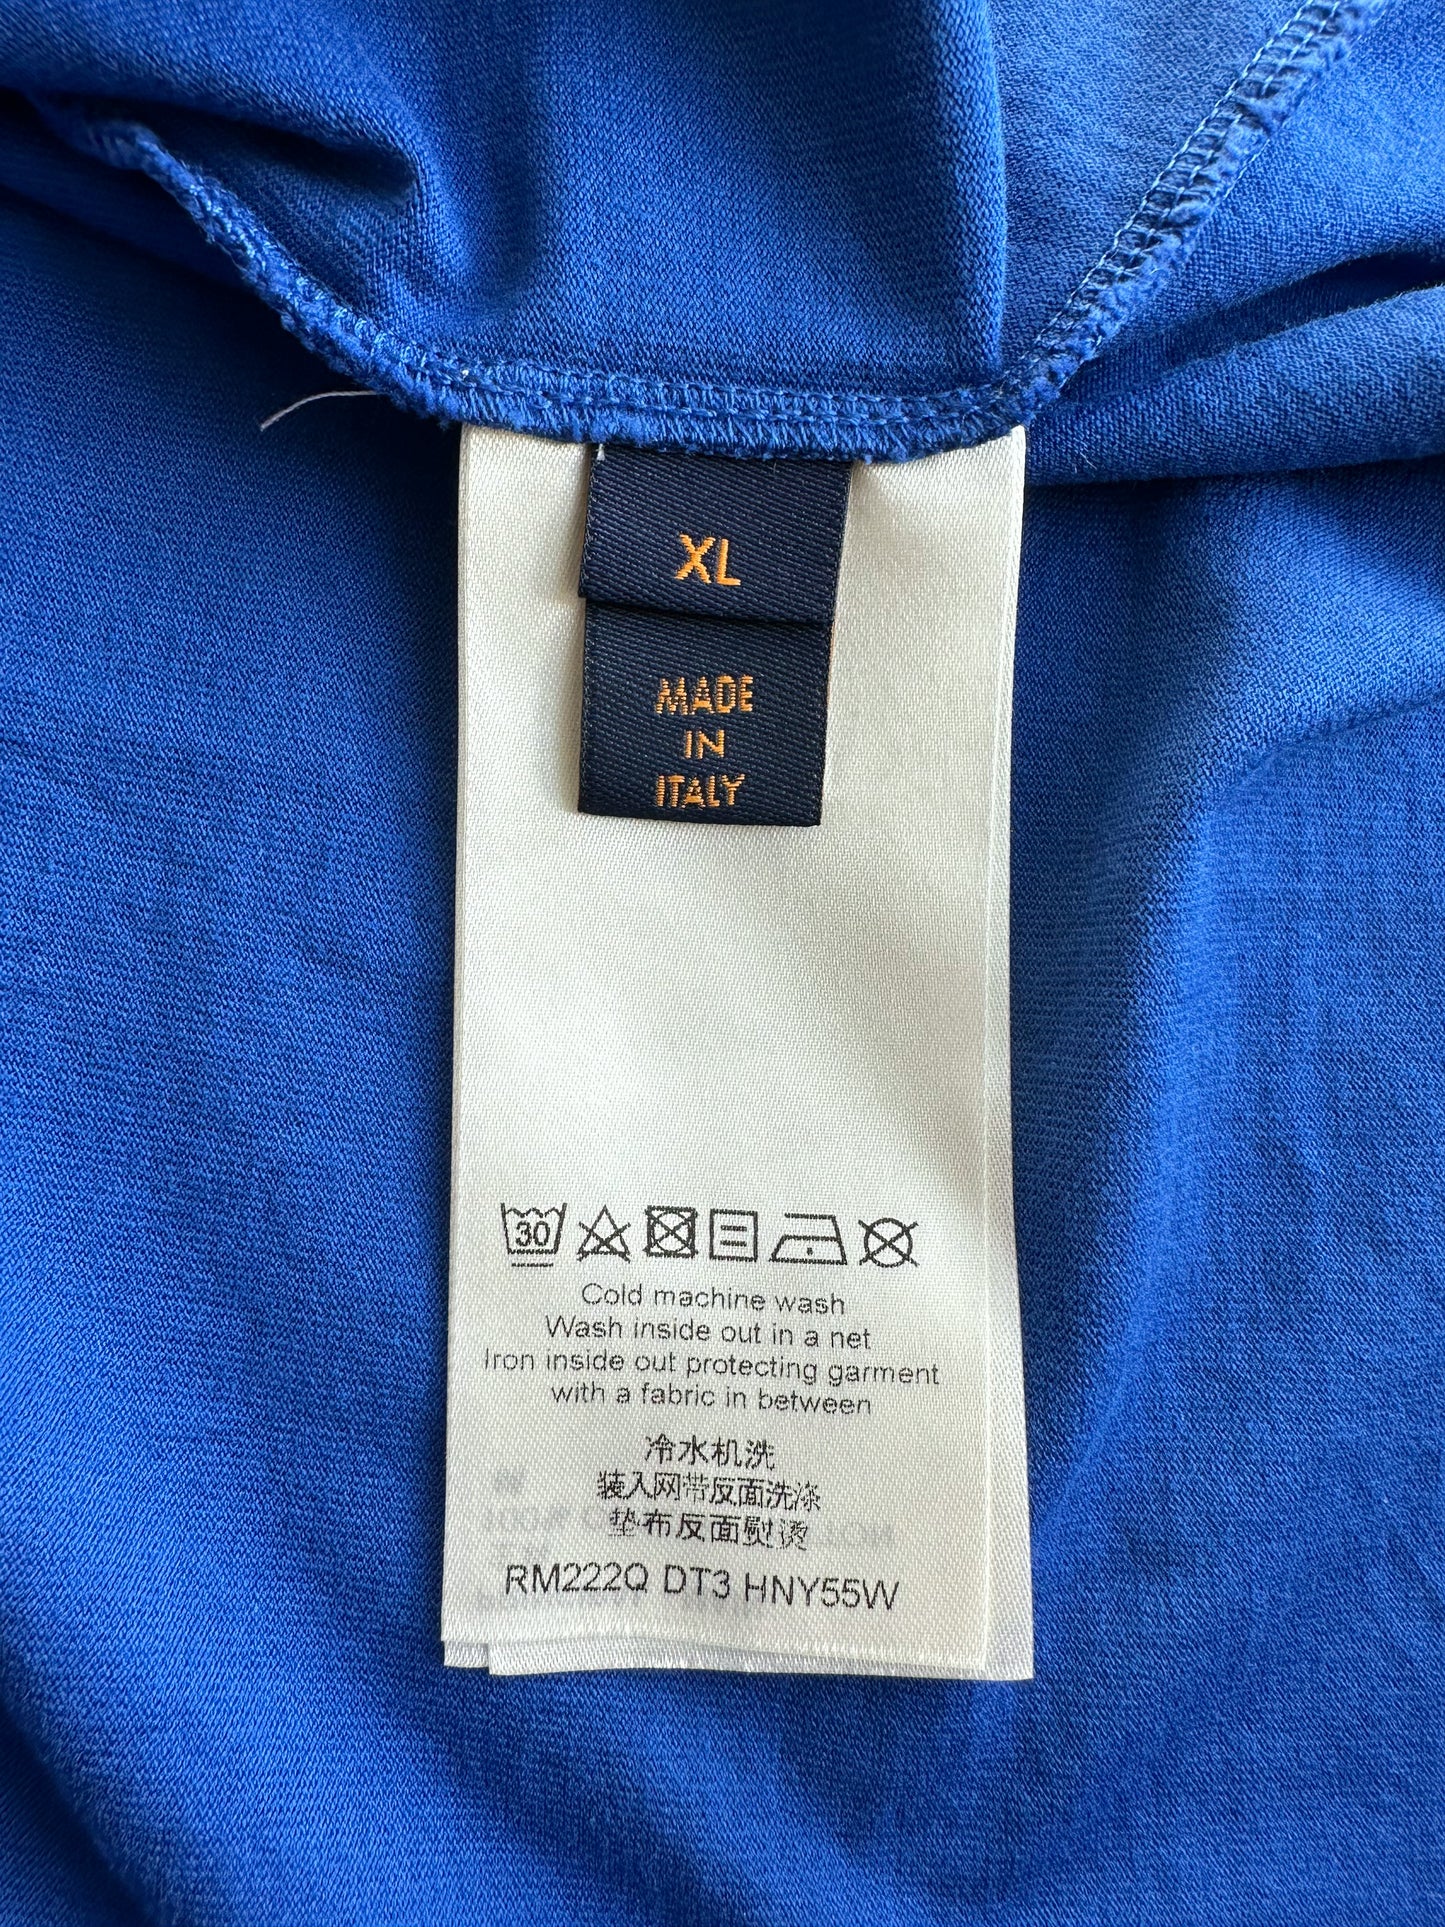 XL
MADE
IN
ITALY
30
Cold machine wash
Wash inside out in a net
Iron inside out protecting garment
with a fabric in between
冷水机洗
装入网带反面洗涤
垫布反面熨烫
RM222Q DT3 HNY55W